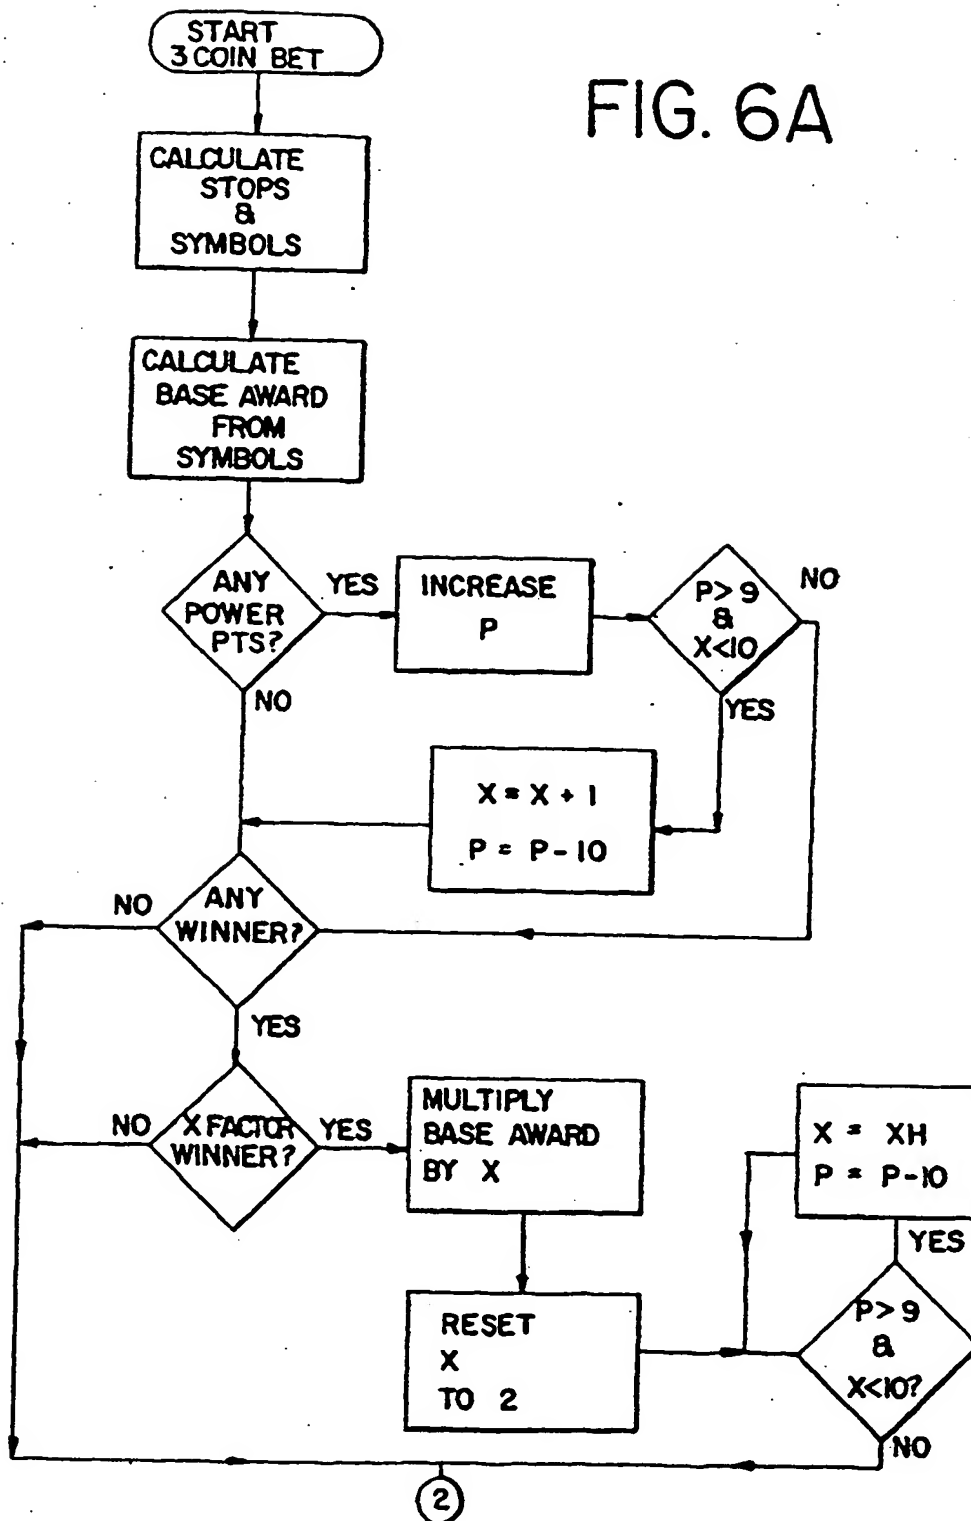 START
3 COIN BET
FIG. 6A
CALCULATE
STOPS
&
SYMBOLS
CALCULATE
BASE AWARD
FROM
SYMBOLS
ANY
POWER
PTS?
YES
INCREASE
P
P > 9
&
X<10
NO
NO
YES
X = X + 1
P = P - 10
NO
ANY
WINNER?
YES
NO
X FACTOR
WINNER?
YES
MULTIPLY
BASE AWARD
BY X
X = XH
P = P-10
YES
RESET
X
TO 2
P > 9
&
X<10?
NO
2